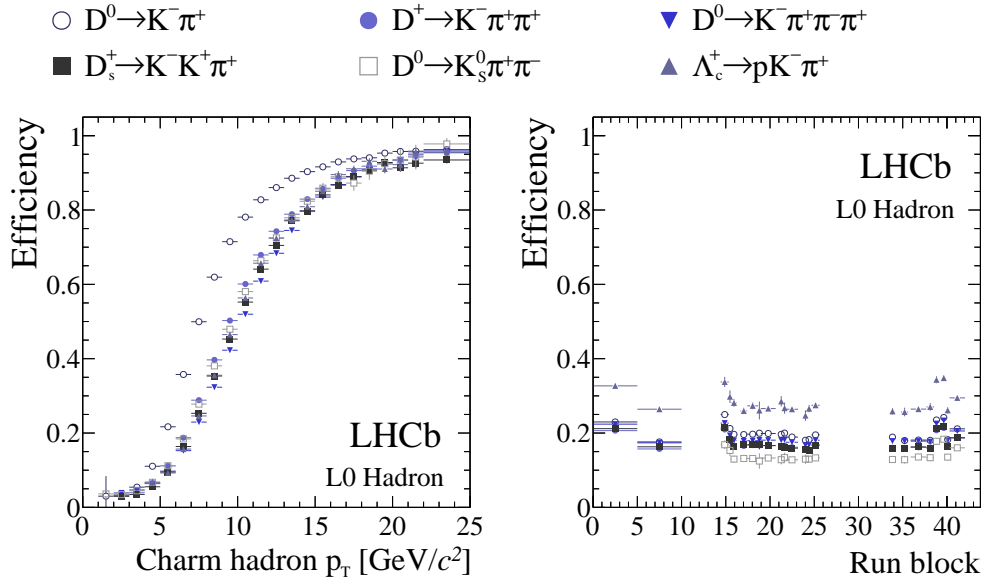 D⁰→K⁻π⁺ D⁺→K⁻π⁺π⁺ D⁰→K⁻π⁺π⁻π⁺
D⁺ₛ→K⁻K⁺π⁺ D⁰→K⁰_Sπ⁺π⁻ Λ⁺_c→pK⁻π⁺
Efficiency
1
0.8
0.6
0.4
0.2
0
LHCb
L0 Hadron
0 5 10 15 20 25
Charm hadron p_T [GeV/c²]
Efficiency
1
0.8
0.6
0.4
0.2
0
LHCb
L0 Hadron
0 5 10 15 20 25 30 35 40
Run block